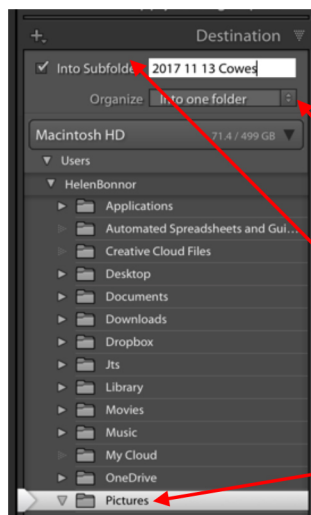 Destination
Into Subfolder 2017 11 13 Cowes
Organize Into one folder
Macintosh HD 71.4 / 499 GB
Users
HelenBonnor
Applications
Automated Spreadsheets and Gui...
Creative Cloud Files
Desktop
Documents
Downloads
Dropbox
Jts
Library
Movies
Music
My Cloud
OneDrive
Pictures